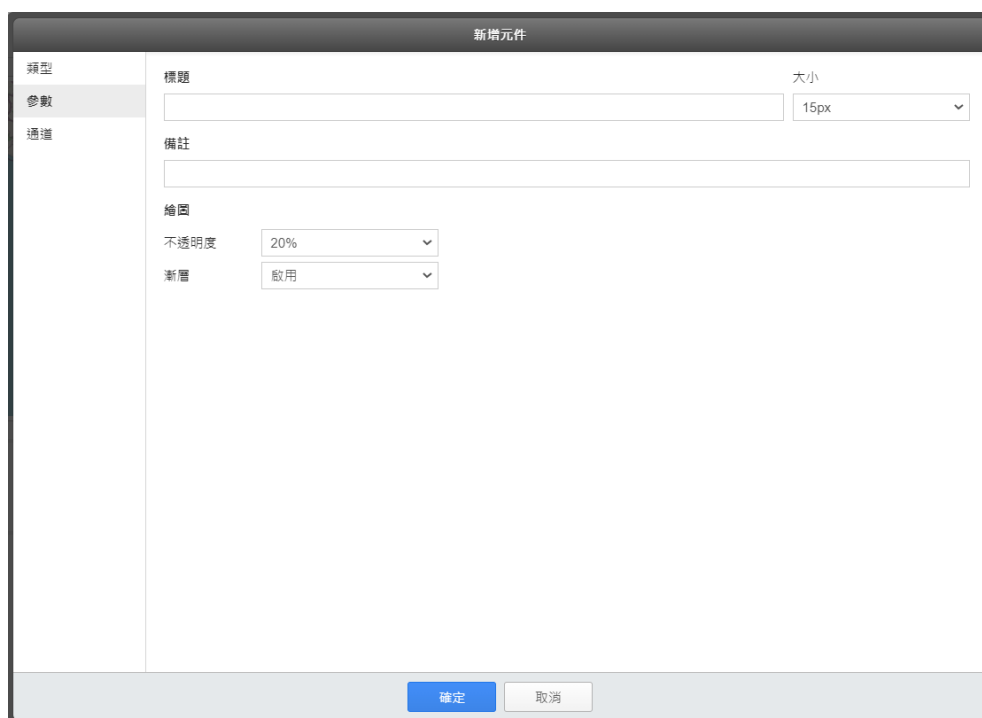 新增元件
類型
參數
通道
標題
大小
15px
備註
繪圖
不透明度
20%
漸層
啟用
確定
取消